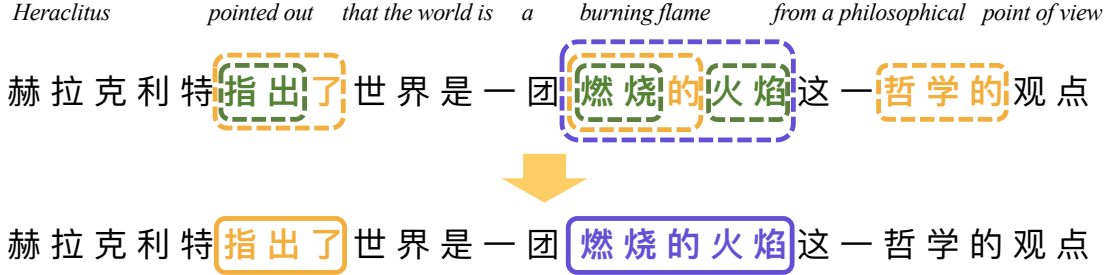 Heraclitus pointed out that the world is a burning flame from a philosophical point of view
赫拉克利特指出了世界是一团燃烧的火焰这一哲学的观点
赫拉克利特指出了世界是一团燃烧的火焰这一哲学的观点